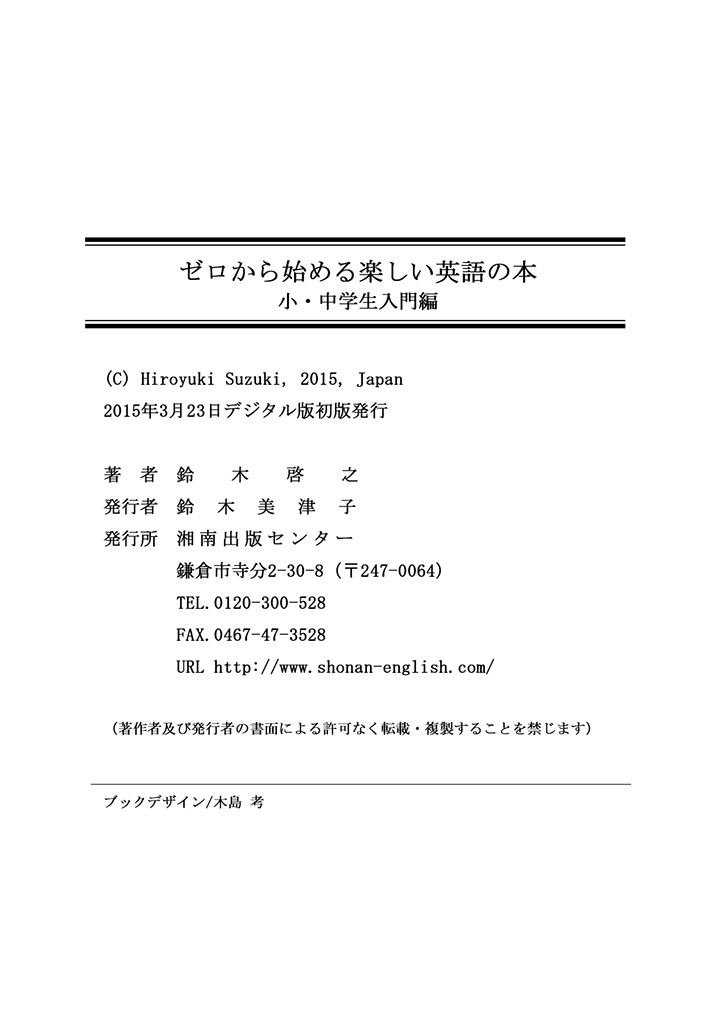 ゼロから始める楽しい英語の本
小・中学生入門編
(C) Hiroyuki Suzuki, 2015, Japan
2015年3月23日デジタル版初版発行
著　者　鈴　木　啓　之
発行者　鈴　木　美　津　子
発行所　湘南出版センター
鎌倉市寺分2-30-8（〒247-0064）
TEL.0120-300-528
FAX.0467-47-3528
URL http://www.shonan-english.com/
（著作者及び発行者の書面による許可なく転載・複製することを禁じます）
ブックデザイン/木島 考